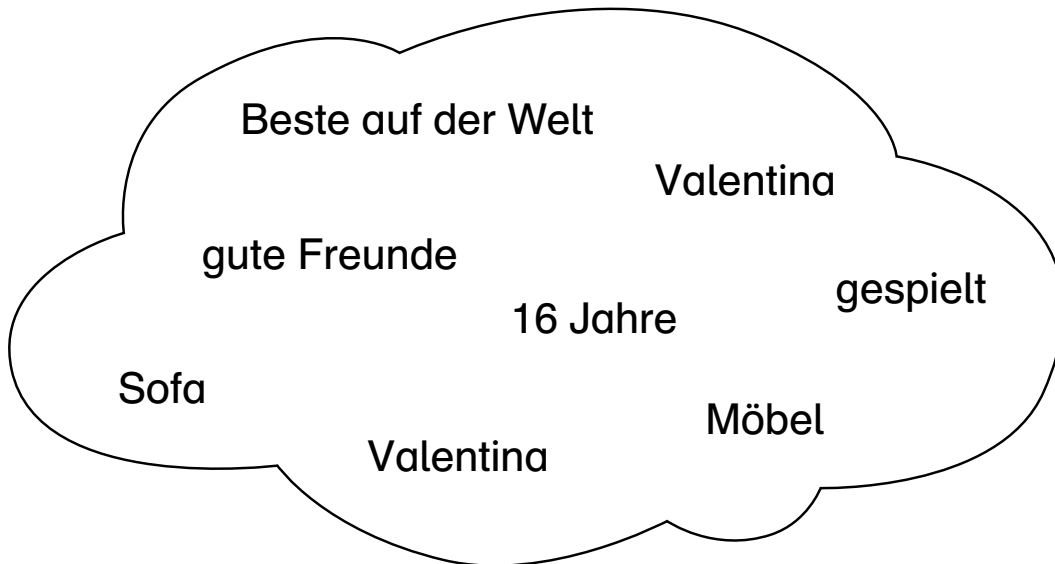 Beste auf der Welt
Valentina
gute Freunde
gespielt
16 Jahre
Sofa
Möbel
Valentina